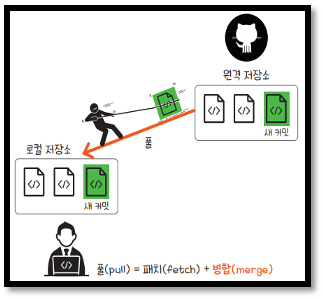 원격 저장소
새 커밋
풀
로컬 저장소
새 커밋
풀(pull) = 패치(fetch) + 병합(merge)